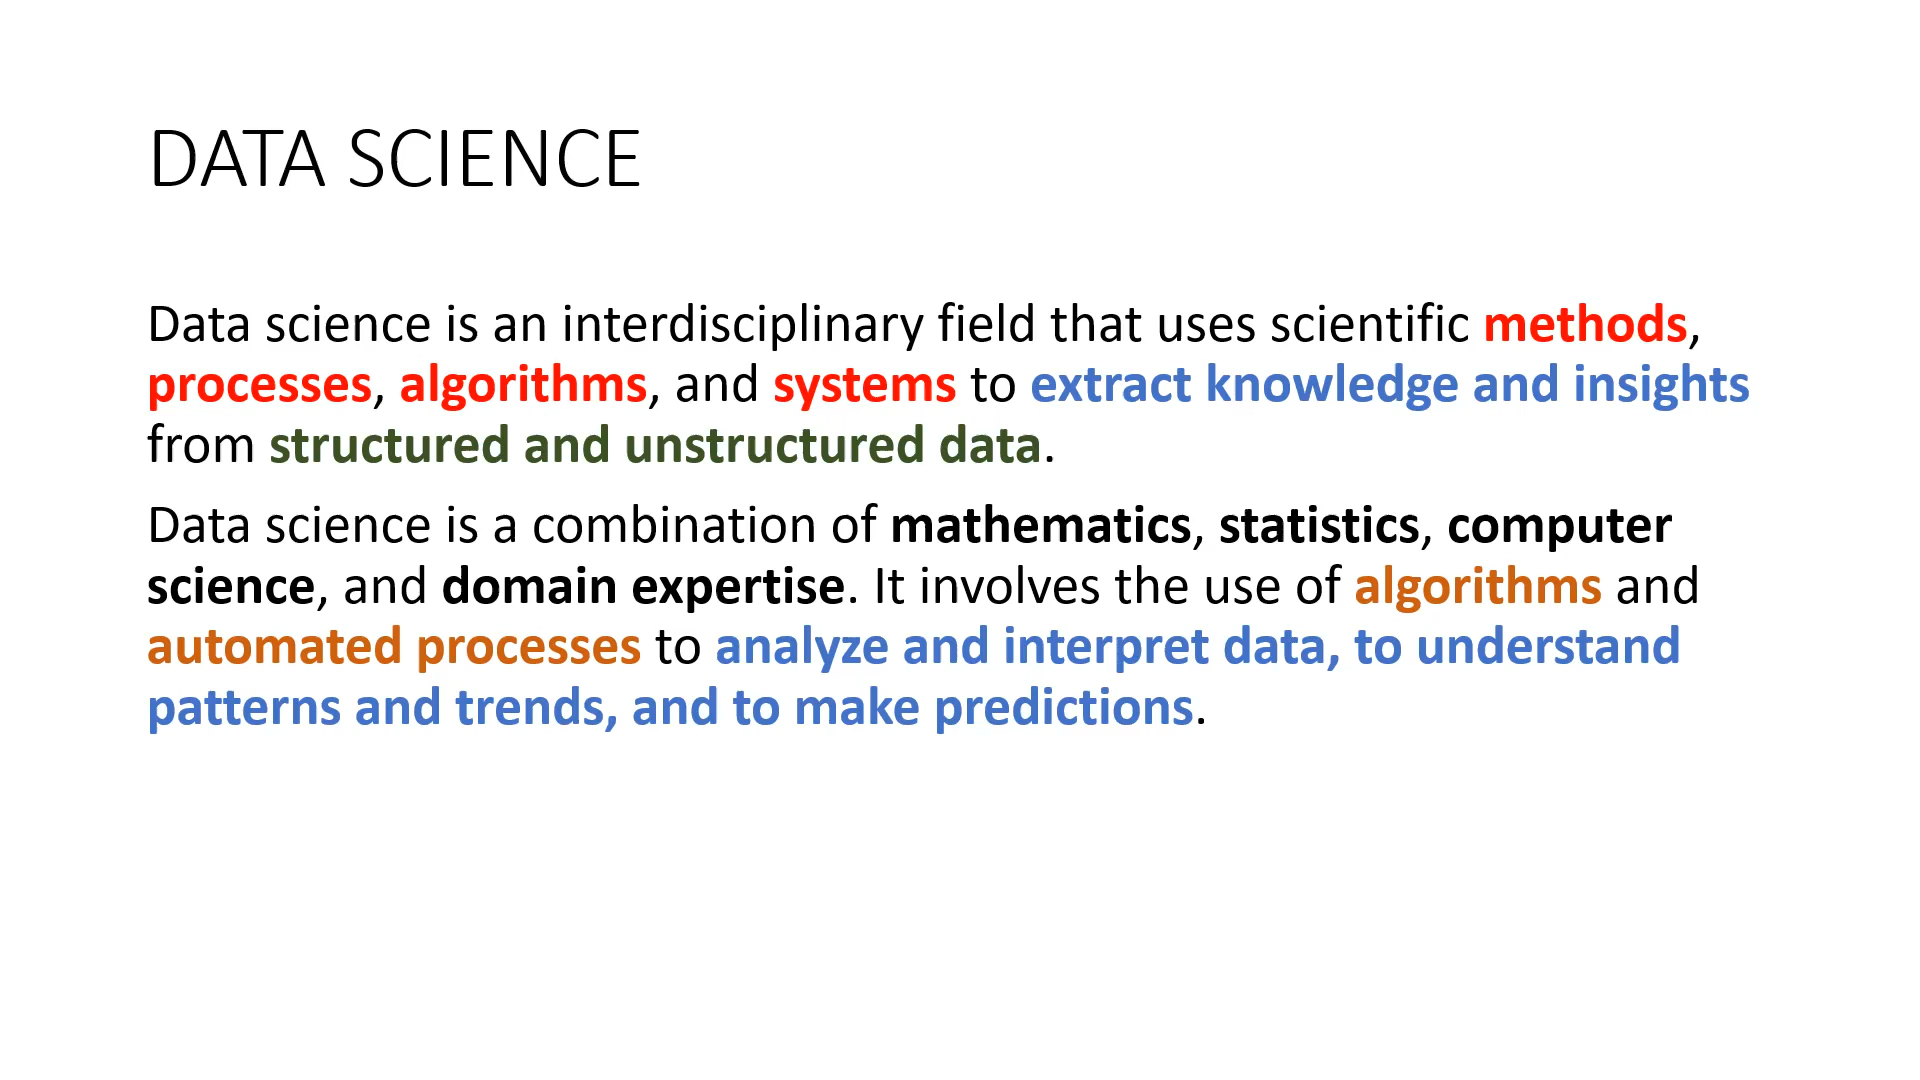 DATA SCIENCE
Data science is an interdisciplinary field that uses scientific methods,
processes, algorithms, and systems to extract knowledge and insights
from structured and unstructured data.
Data science is a combination of mathematics, statistics, computer
science, and domain expertise. It involves the use of algorithms and
automated processes to analyze and interpret data, to understand
patterns and trends, and to make predictions.